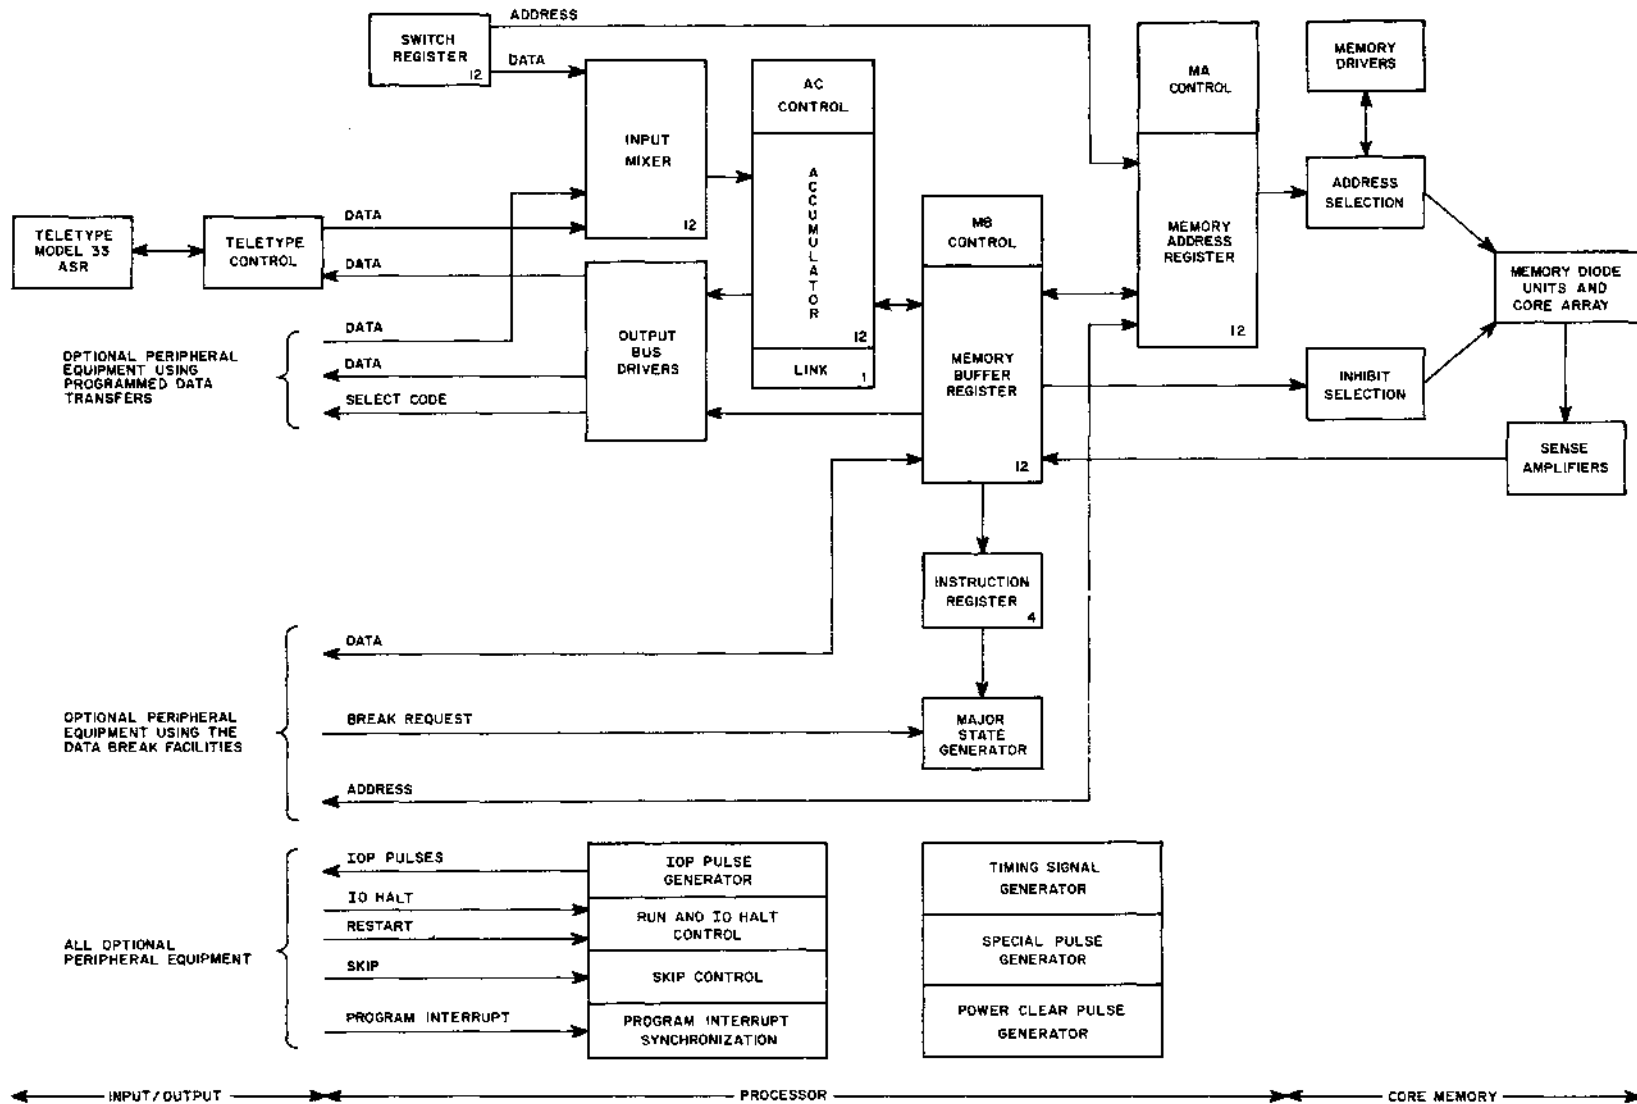 ADDRESS
SWITCH
REGISTER
12
DATA
INPUT
MIXER
12
AC
CONTROL
ACCUMULATOR
12
LINK
1
MA
CONTROL
MEMORY
ADDRESS
REGISTER
12
MEMORY
DRIVERS
ADDRESS
SELECTION
TELETYPE
MODEL 33
ASR
TELETYPE
CONTROL
DATA
DATA
MB
CONTROL
MEMORY
BUFFER
REGISTER
12
MEMORY DIODE
UNITS AND
CORE ARRAY
OPTIONAL PERIPHERAL
EQUIPMENT USING
PROGRAMMED DATA
TRANSFERS
DATA
DATA
SELECT CODE
OUTPUT
BUS
DRIVERS
INHIBIT
SELECTION
SENSE
AMPLIFIERS
INSTRUCTION
REGISTER
4
OPTIONAL PERIPHERAL
EQUIPMENT USING THE
DATA BREAK FACILITIES
DATA
BREAK REQUEST
ADDRESS
MAJOR
STATE
GENERATOR
ALL OPTIONAL
PERIPHERAL EQUIPMENT
IOP PULSES
IO HALT
RESTART
SKIP
PROGRAM INTERRUPT
IOP PULSE
GENERATOR
RUN AND IO HALT
CONTROL
SKIP CONTROL
PROGRAM INTERRUPT
SYNCHRONIZATION
TIMING SIGNAL
GENERATOR
SPECIAL PULSE
GENERATOR
POWER CLEAR PULSE
GENERATOR
INPUT/OUTPUT
PROCESSOR
CORE MEMORY